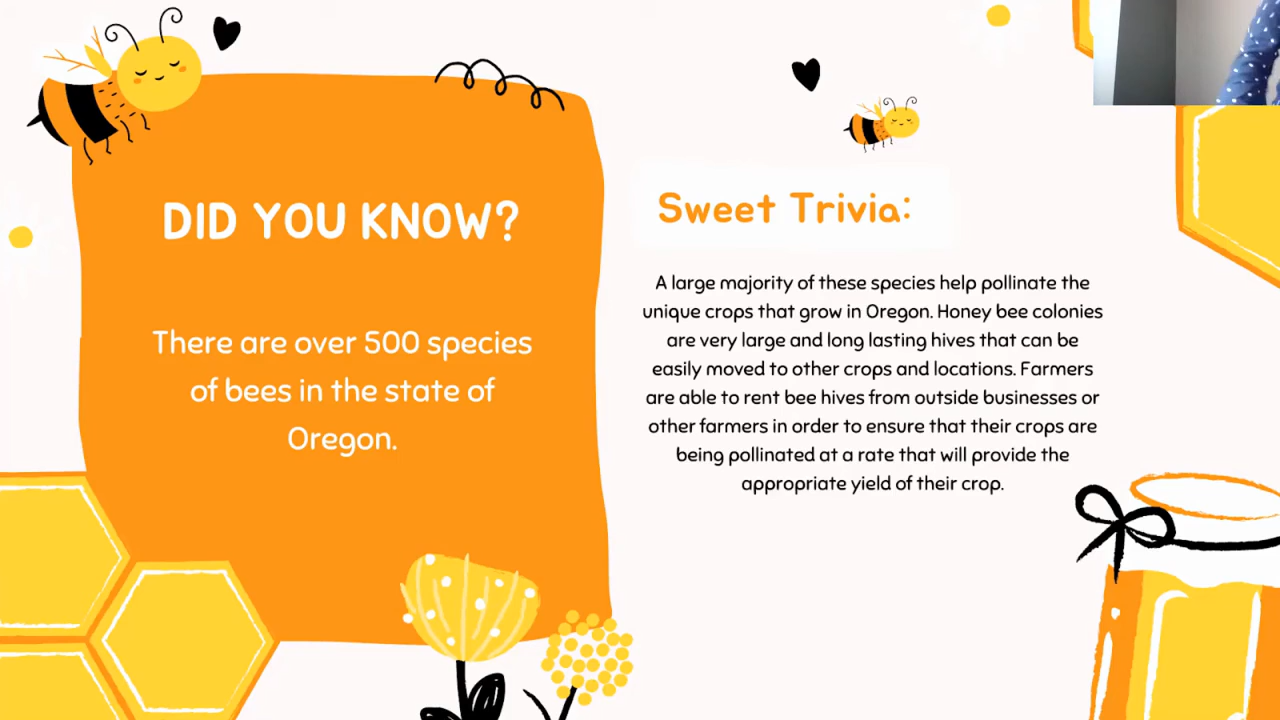 DID YOU KNOW?
There are over 500 species
of bees in the state of
Oregon.
Sweet Trivia:
A large majority of these species help pollinate the
unique crops that grow in Oregon. Honey bee colonies
are very large and long lasting hives that can be
easily moved to other crops and locations. Farmers
are able to rent bee hives from outside businesses or
other farmers in order to ensure that their crops are
being pollinated at a rate that will provide the
appropriate yield of their crop.